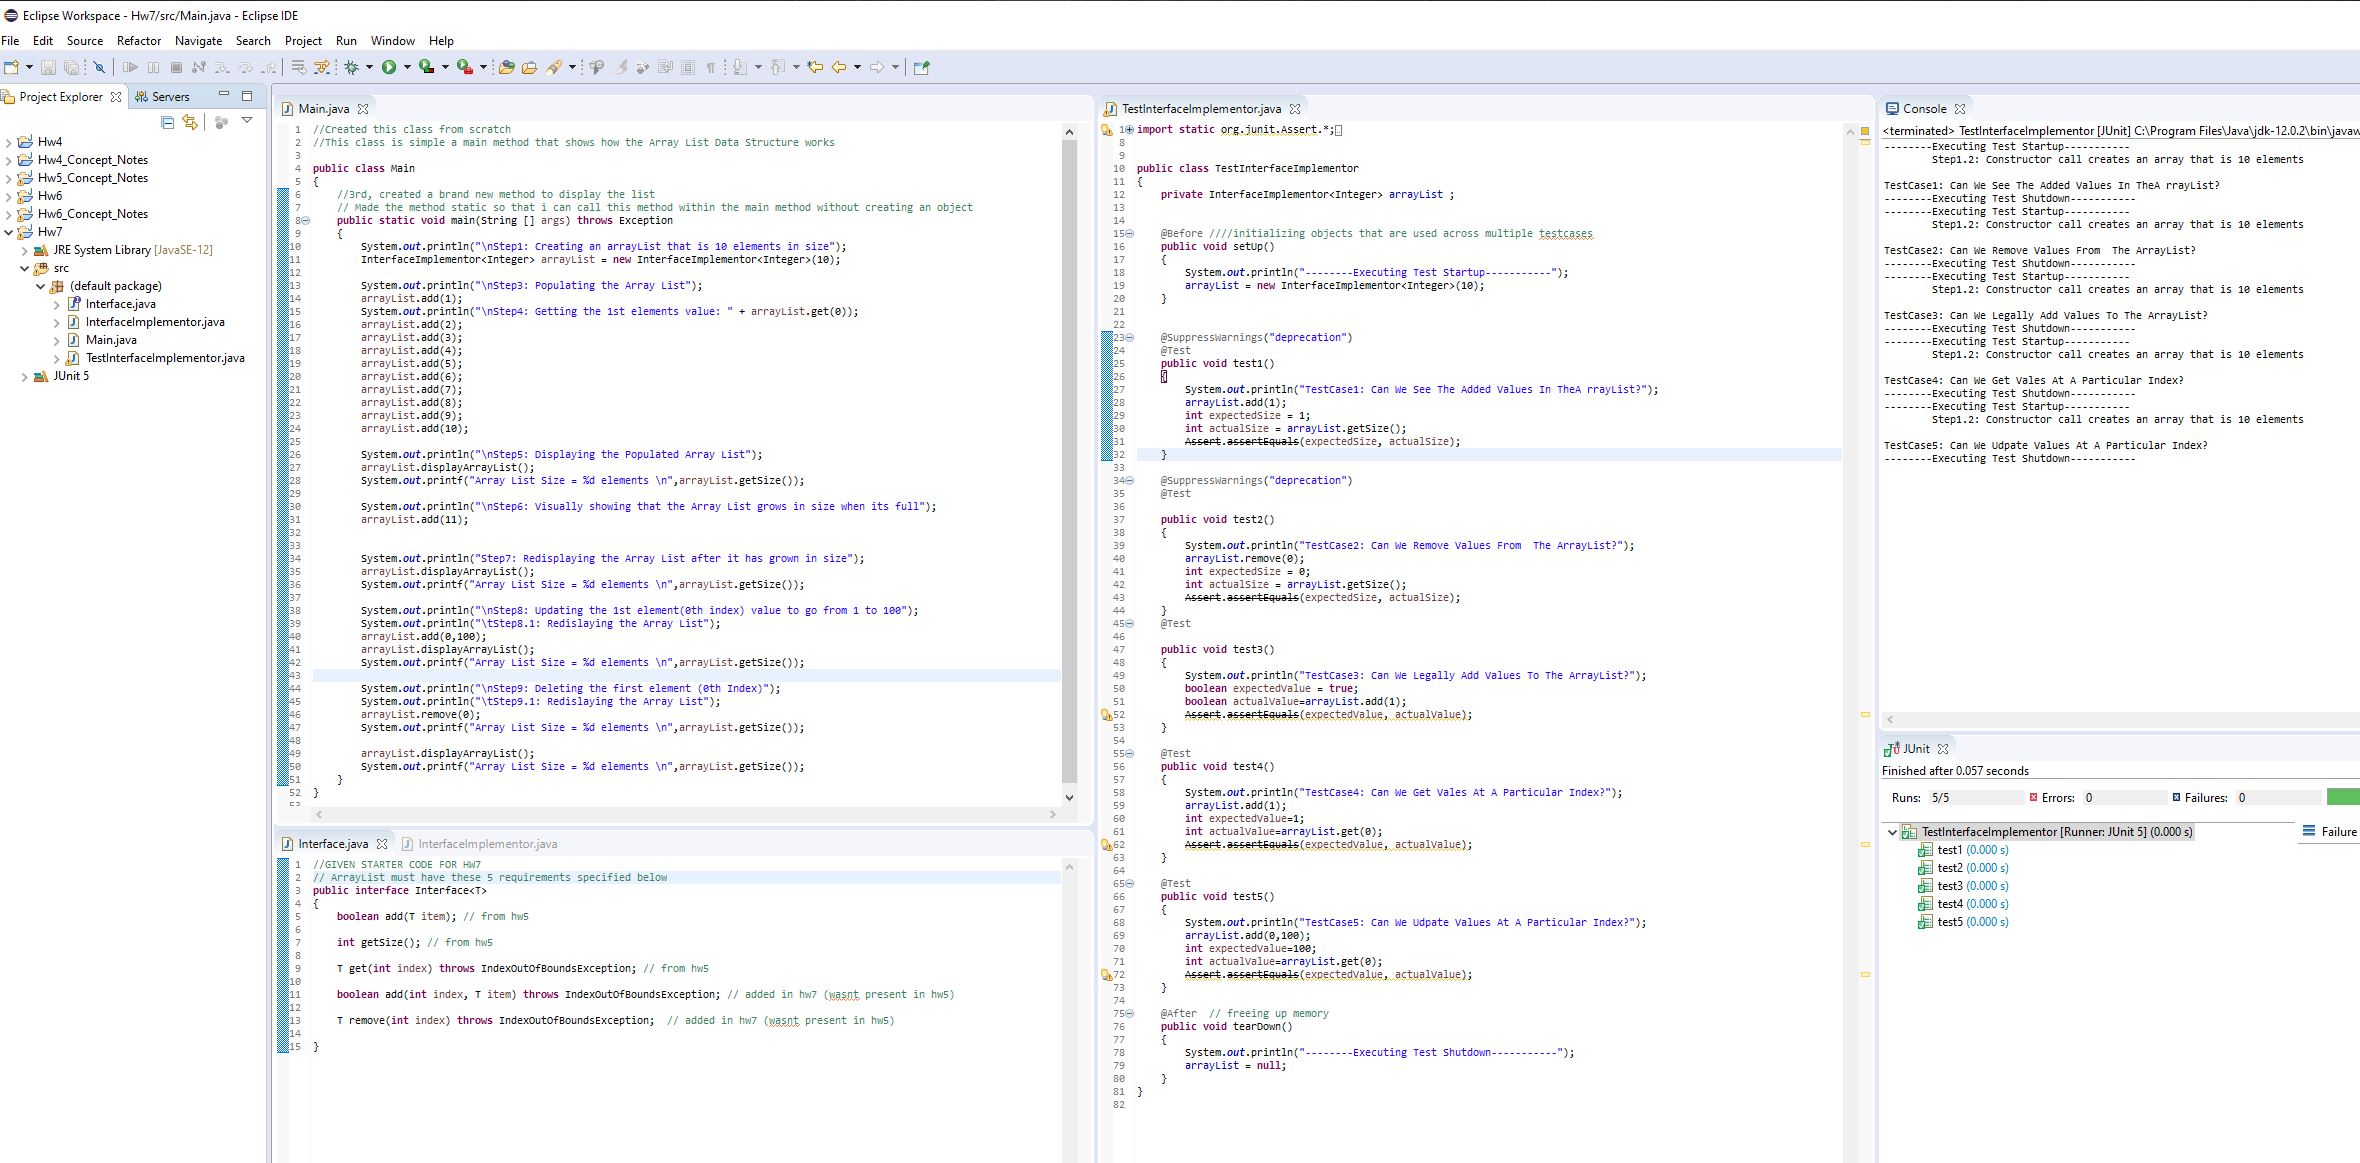 Eclipse Workspace - Hw7/src/Main.java - Eclipse IDE
File Edit Source Refactor Navigate Search Project Run Window Help
Project Explorer
Servers
Hw4
Hw4_Concept_Notes
Hw5_Concept_Notes
Hw6
Hw6_Concept_Notes
Hw7
JRE System Library [JavaSE-12]
src
(default package)
Interface.java
InterfaceImplementor.java
Main.java
TestInterfaceImplementor.java
JUnit 5
Main.java
1 //Created this class from scratch
2 //This class is simple a main method that shows how the Array List Data Structure works
3
4 public class Main
5 {
6 //3rd, created a brand new method to display the list
7 // Made the method static so that i can call this method within the main method without creating an object
8 public static void main(String [] args) throws Exception
9 {
10 System.out.println("\nStep1: Creating an arrayList that is 10 elements in size");
11 InterfaceImplementor<Integer> arrayList = new InterfaceImplementor<Integer>(10);
12
13 System.out.println("\nStep3: Populating the Array List");
14 arrayList.add(1);
15 System.out.println("\nStep4: Getting the 1st elements value: " + arrayList.get(0));
16 arrayList.add(2);
17 arrayList.add(3);
18 arrayList.add(4);
19 arrayList.add(5);
20 arrayList.add(6);
21 arrayList.add(7);
22 arrayList.add(8);
23 arrayList.add(9);
24 arrayList.add(10);
25
26 System.out.println("\nStep5: Displaying the Populated Array List");
27 arrayList.displayArrayList();
28 System.out.printf("Array List Size = %d elements \n",arrayList.getSize());
29
30 System.out.println("\nStep6: Visually showing that the Array List grows in size when its full");
31 arrayList.add(11);
32
33
34 System.out.println("Step7: Redisplaying the Array List after it has grown in size");
35 arrayList.displayArrayList();
36 System.out.printf("Array List Size = %d elements \n",arrayList.getSize());
37
38 System.out.println("\nStep8: Updating the 1st element(0th index) value to go from 1 to 100");
39 System.out.println("\tStep8.1: Redislaying the Array List");
40 arrayList.add(0,100);
41 arrayList.displayArrayList();
42 System.out.printf("Array List Size = %d elements \n",arrayList.getSize());
43
44 System.out.println("\nStep9: Deleting the first element (0th Index)");
45 System.out.println("\tStep9.1: Redislaying the Array List");
46 arrayList.remove(0);
47 System.out.printf("Array List Size = %d elements \n",arrayList.getSize());
48
49 arrayList.displayArrayList();
50 System.out.printf("Array List Size = %d elements \n",arrayList.getSize());
51 }
52 }
53
Interface.java
InterfaceImplementor.java
1 //GIVEN STARTER CODE FOR HW7
2 // ArrayList must have these 5 requirements specified below
3 public interface Interface<T>
4 {
5 boolean add(T item); // from hw5
6
7 int getSize(); // from hw5
8
9 T get(int index) throws IndexOutOfBoundsException; // from hw5
10
11 boolean add(int index, T item) throws IndexOutOfBoundsException; // added in hw7 (wasnt present in hw5)
12
13 T remove(int index) throws IndexOutOfBoundsException; // added in hw7 (wasnt present in hw5)
14
15 }
TestInterfaceImplementor.java
1 import static org.junit.Assert.*;
8
9
10 public class TestInterfaceImplementor
11 {
12 private InterfaceImplementor<Integer> arrayList ;
13
14
15 @Before ////initializing objects that are used across multiple testcases
16 public void setUp()
17 {
18 System.out.println("--------Executing Test Startup-----------");
19 arrayList = new InterfaceImplementor<Integer>(10);
20 }
21
22
23 @SuppressWarnings("deprecation")
24 @Test
25 public void test1()
26 {
27 System.out.println("TestCase1: Can We See The Added Values In TheA rrayList?");
28 arrayList.add(1);
29 int expectedSize = 1;
30 int actualSize = arrayList.getSize();
31 Assert.assertEquals(expectedSize, actualSize);
32 }
33
34 @SuppressWarnings("deprecation")
35 @Test
36
37 public void test2()
38 {
39 System.out.println("TestCase2: Can We Remove Values From  The ArrayList?");
40 arrayList.remove(0);
41 int expectedSize = 0;
42 int actualSize = arrayList.getSize();
43 Assert.assertEquals(expectedSize, actualSize);
44 }
45 @Test
46
47 public void test3()
48 {
49 System.out.println("TestCase3: Can We Legally Add Values To The ArrayList?");
50 boolean expectedValue = true;
51 boolean actualValue=arrayList.add(1);
52 Assert.assertEquals(expectedValue, actualValue);
53 }
54
55 @Test
56 public void test4()
57 {
58 System.out.println("TestCase4: Can We Get Vales At A Particular Index?");
59 arrayList.add(1);
60 int expectedValue=1;
61 int actualValue=arrayList.get(0);
62 Assert.assertEquals(expectedValue, actualValue);
63 }
64
65 @Test
66 public void test5()
67 {
68 System.out.println("TestCase5: Can We Udpate Values At A Particular Index?");
69 arrayList.add(0,100);
70 int expectedValue=100;
71 int actualValue=arrayList.get(0);
72 Assert.assertEquals(expectedValue, actualValue);
73 }
74
75 @After // freeing up memory
76 public void tearDown()
77 {
78 System.out.println("--------Executing Test Shutdown-----------");
79 arrayList = null;
80 }
81 }
82
Console
<terminated> TestInterfaceImplementor [JUnit] C:\Program Files\Java\jdk-12.0.2\bin\javaw
--------Executing Test Startup-----------
Step1.2: Constructor call creates an array that is 10 elements
TestCase1: Can We See The Added Values In TheA rrayList?
--------Executing Test Shutdown-----------
--------Executing Test Startup-----------
Step1.2: Constructor call creates an array that is 10 elements
TestCase2: Can We Remove Values From  The ArrayList?
--------Executing Test Shutdown-----------
--------Executing Test Startup-----------
Step1.2: Constructor call creates an array that is 10 elements
TestCase3: Can We Legally Add Values To The ArrayList?
--------Executing Test Shutdown-----------
--------Executing Test Startup-----------
Step1.2: Constructor call creates an array that is 10 elements
TestCase4: Can We Get Vales At A Particular Index?
--------Executing Test Shutdown-----------
--------Executing Test Startup-----------
Step1.2: Constructor call creates an array that is 10 elements
TestCase5: Can We Udpate Values At A Particular Index?
--------Executing Test Shutdown-----------
JUnit
Finished after 0.057 seconds
Runs: 5/5 Errors: 0 Failures: 0
TestInterfaceImplementor [Runner: JUnit 5] (0.000 s)
Failure
test1 (0.000 s)
test2 (0.000 s)
test3 (0.000 s)
test4 (0.000 s)
test5 (0.000 s)